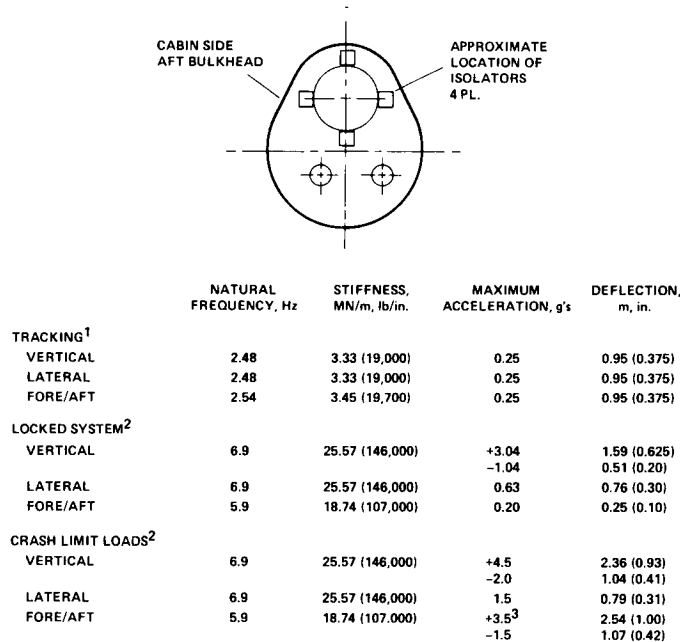 CABIN SIDE
AFT BULKHEAD
APPROXIMATE
LOCATION OF
ISOLATORS
4 PL.
NATURAL FREQUENCY, Hz STIFFNESS, MN/m, lb/in. MAXIMUM ACCELERATION, g's DEFLECTION, m, in.
TRACKING1
VERTICAL 2.48 3.33 (19,000) 0.25 0.95 (0.375)
LATERAL 2.48 3.33 (19,000) 0.25 0.95 (0.375)
FORE/AFT 2.54 3.45 (19,700) 0.25 0.95 (0.375)
LOCKED SYSTEM2
VERTICAL 6.9 25.57 (146,000) +3.04 1.59 (0.625)
−1.04 0.51 (0.20)
LATERAL 6.9 25.57 (146,000) 0.63 0.76 (0.30)
FORE/AFT 5.9 18.74 (107,000) 0.20 0.25 (0.10)
CRASH LIMIT LOADS2
VERTICAL 6.9 25.57 (146,000) +4.5 2.36 (0.93)
−2.0 1.04 (0.41)
LATERAL 6.9 25.57 (146,000) 1.5 0.79 (0.31)
FORE/AFT 5.9 18.74 (107.000) +3.53 2.54 (1.00)
−1.5 1.07 (0.42)